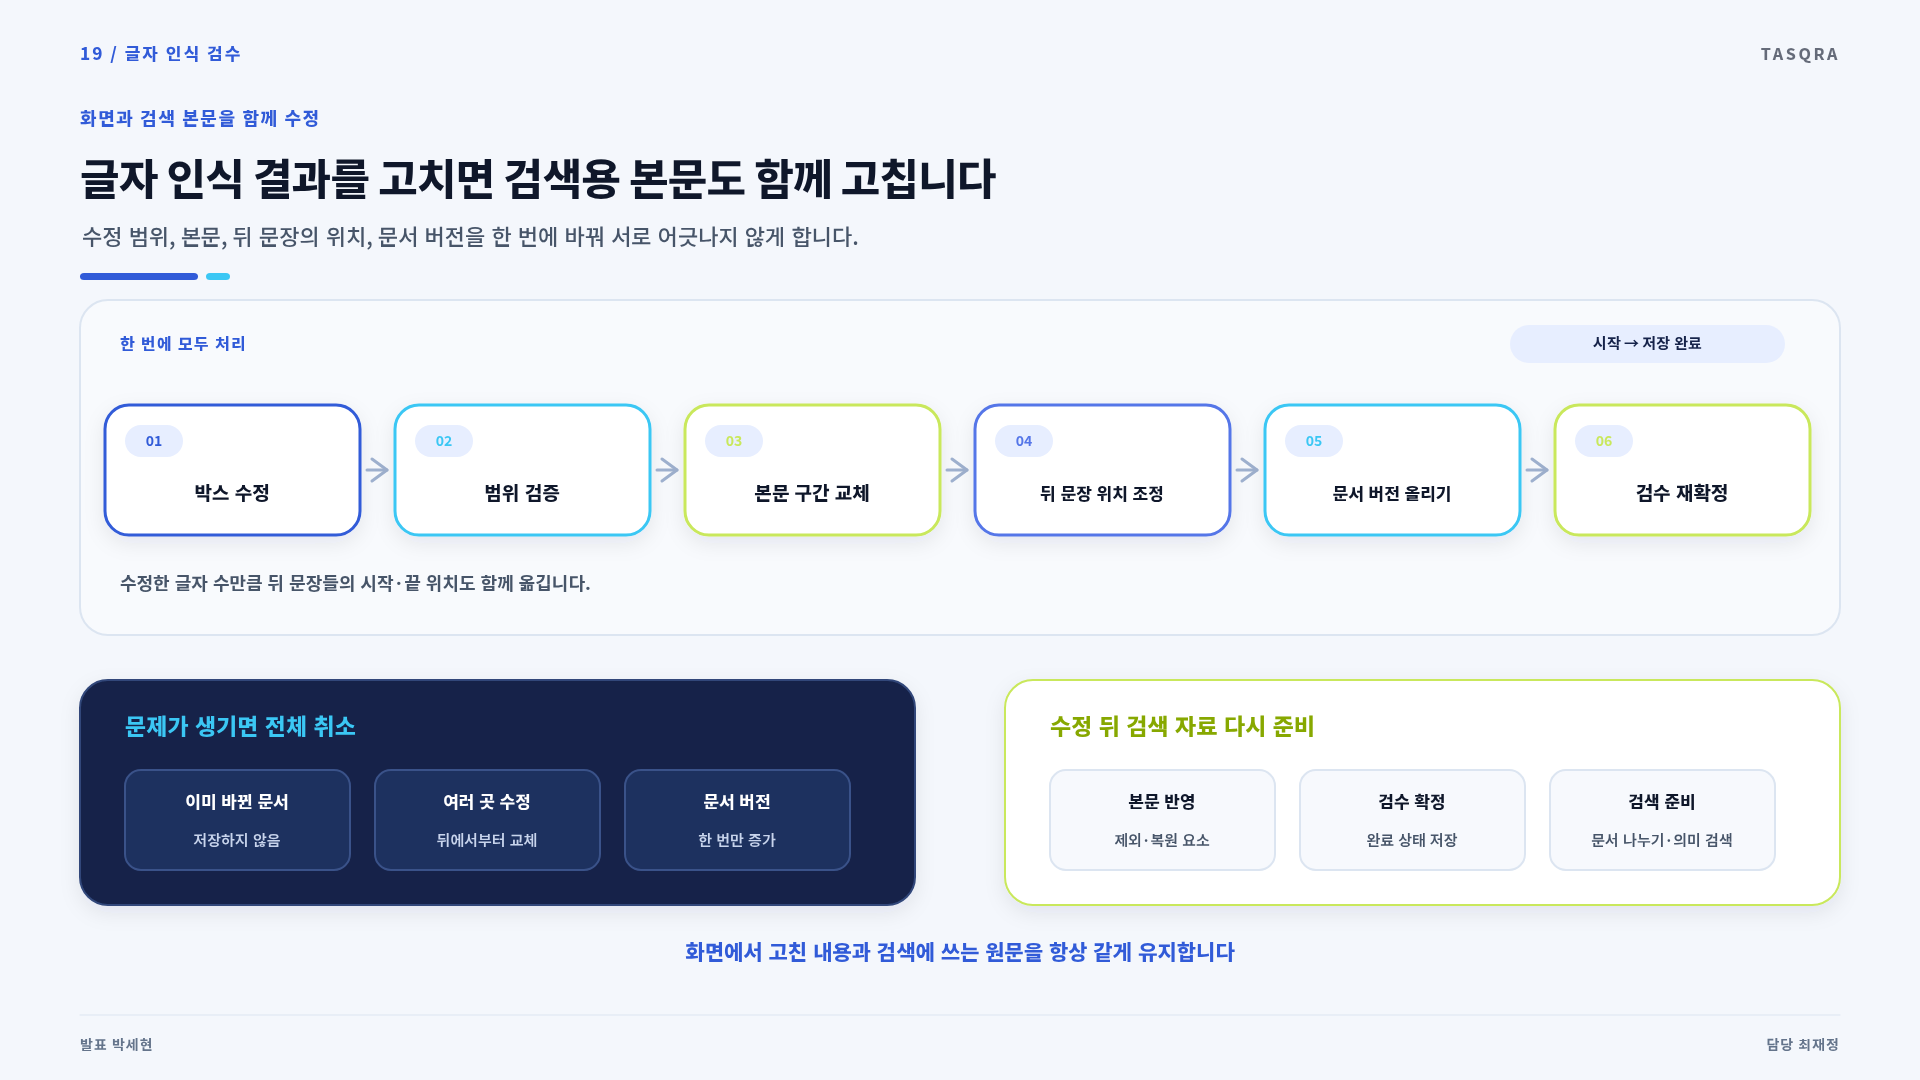 19 / 글자 인식 검수
TASQRA
화면과 검색 본문을 함께 수정
글자 인식 결과를 고치면 검색용 본문도 함께 고칩니다
수정 범위, 본문, 뒤 문장의 위치, 문서 버전을 한 번에 바꿔 서로 어긋나지 않게 합니다.
한 번에 모두 처리
시작 → 저장 완료
01
박스 수정
02
범위 검증
03
본문 구간 교체
04
뒤 문장 위치 조정
05
문서 버전 올리기
06
검수 재확정
수정한 글자 수만큼 뒤 문장들의 시작·끝 위치도 함께 옮깁니다.
문제가 생기면 전체 취소
이미 바뀐 문서
저장하지 않음
여러 곳 수정
뒤에서부터 교체
문서 버전
한 번만 증가
수정 뒤 검색 자료 다시 준비
본문 반영
제외·복원 요소
검수 확정
완료 상태 저장
검색 준비
문서 나누기·의미 검색
화면에서 고친 내용과 검색에 쓰는 원문을 항상 같게 유지합니다
발표 박세현
담당 최재정